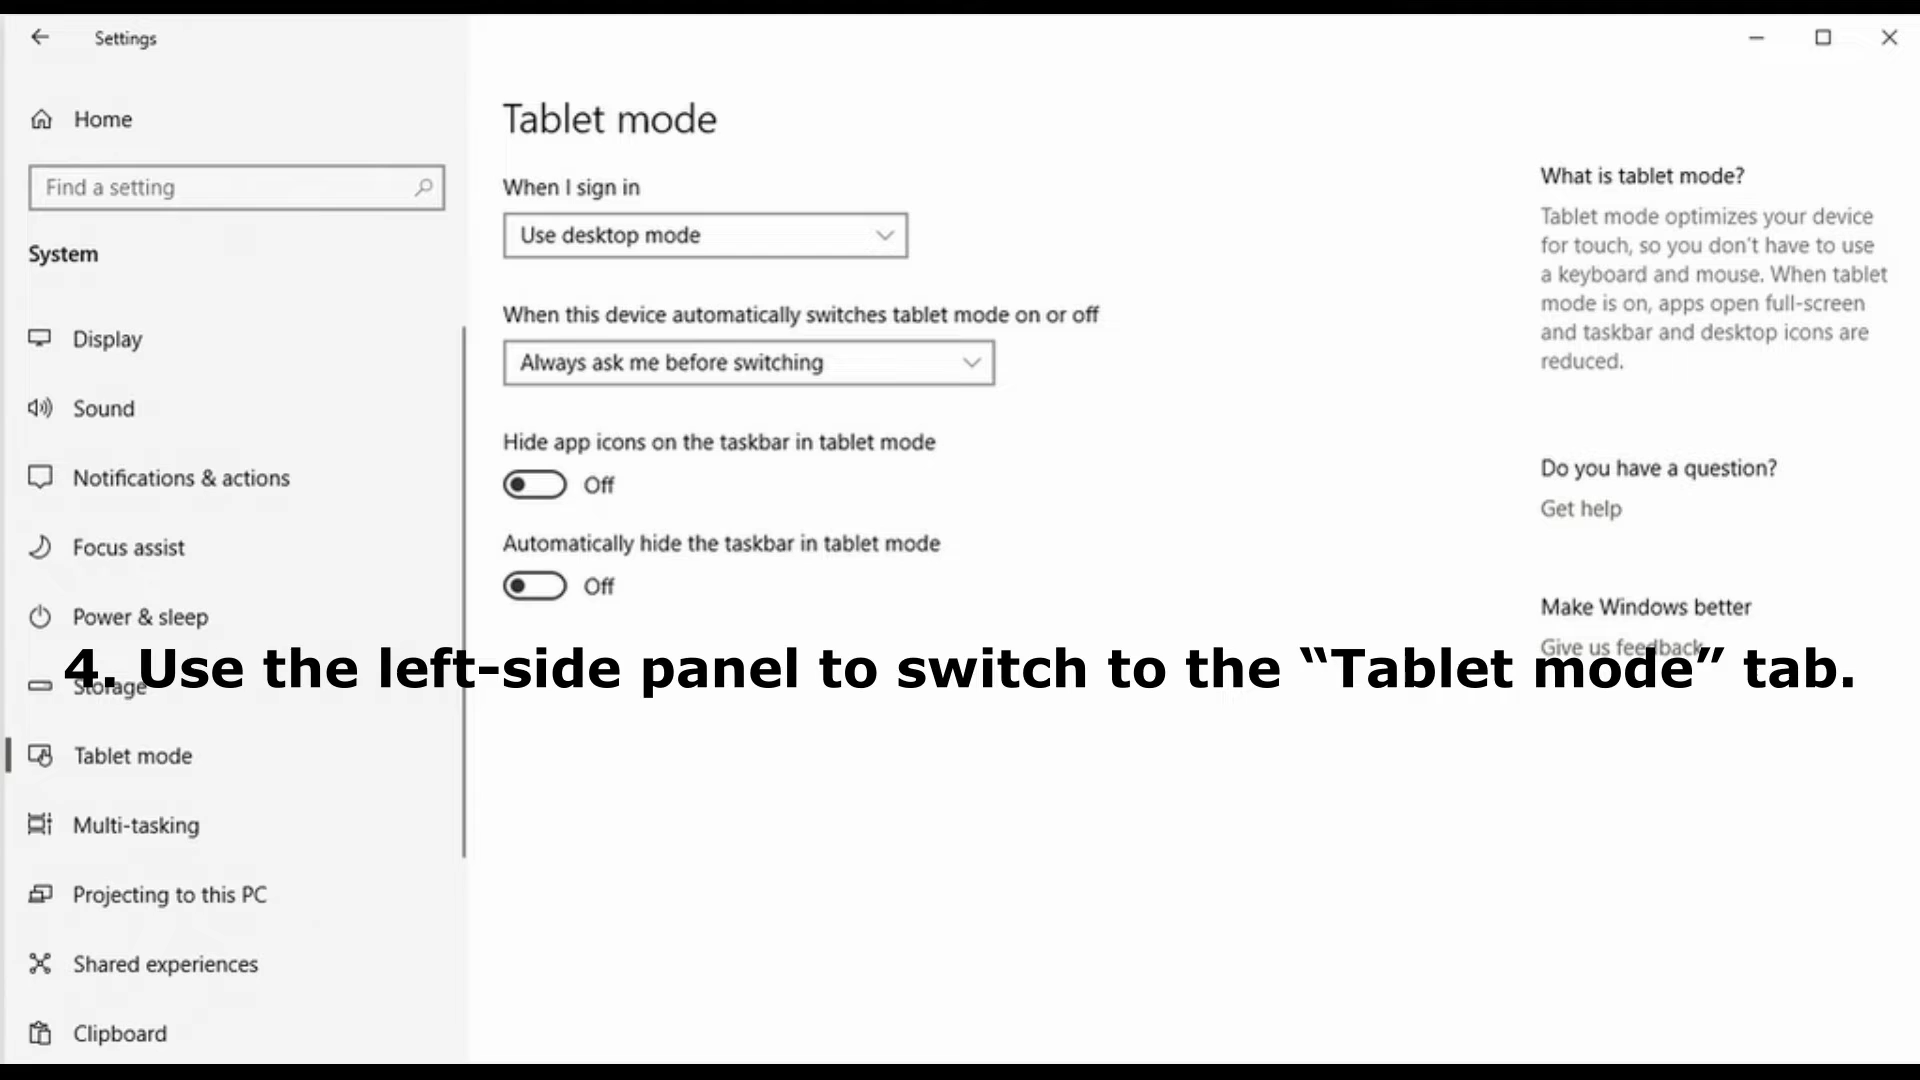 Settings
Home
Find a setting
System
Display
Sound
Notifications & actions
Focus assist
Power & sleep
Storage
Tablet mode
Multi-tasking
Projecting to this PC
Shared experiences
Clipboard
Tablet mode
When I sign in
Use desktop mode
When this device automatically switches tablet mode on or off
Always ask me before switching
Hide app icons on the taskbar in tablet mode
Off
Automatically hide the taskbar in tablet mode
Off
What is tablet mode?
Tablet mode optimizes your device
for touch, so you don't have to use
a keyboard and mouse. When tablet
mode is on, apps open full-screen
and taskbar and desktop icons are
reduced.
Do you have a question?
Get help
Make Windows better
Give us feedback
4. Use the left-side panel to switch to the “Tablet mode” tab.